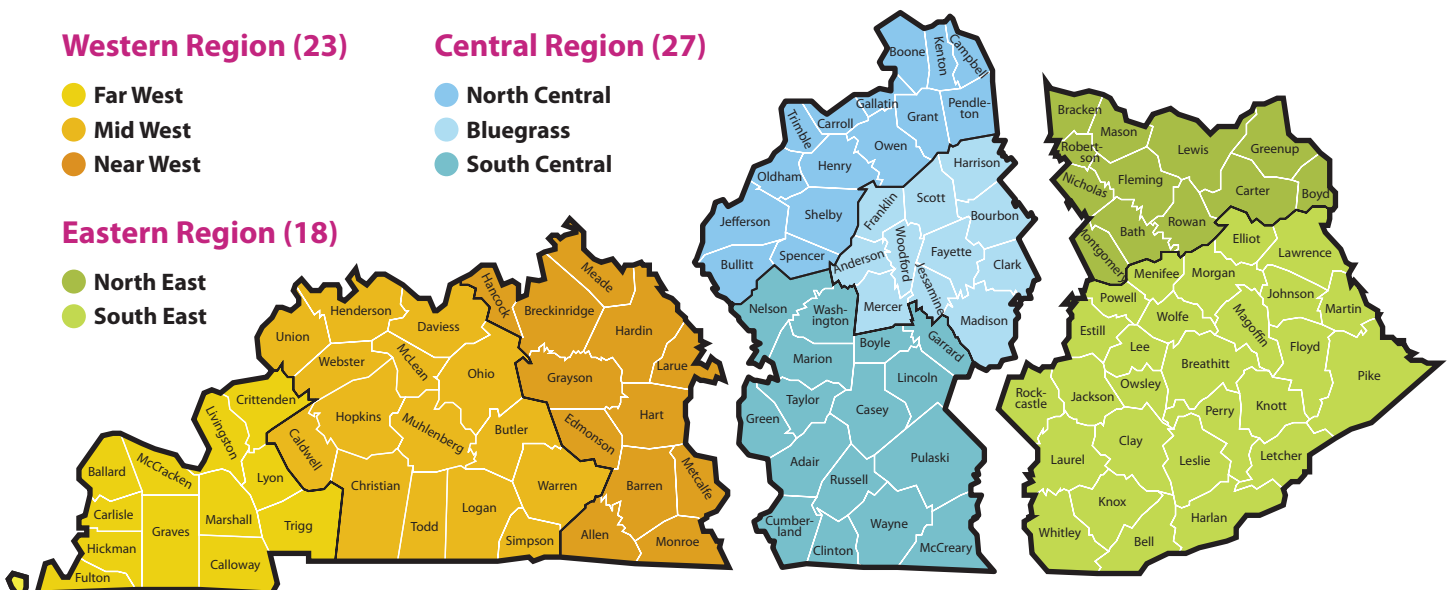 Western Region (23)
Far West
Mid West
Near West
Eastern Region (18)
North East
South East
Central Region (27)
North Central
Bluegrass
South Central
Hancock
Meade
Breckinridge
Henderson
Daviess
Hardin
Union
Webster
McLean
Ohio
Grayson
Larue
Crittenden
Livingston
Hopkins
Muhlenberg
Butler
Edmonson
Hart
Caldwell
Ballard
McCracken
Lyon
Christian
Warren
Barren
Metcalfe
Carlisle
Graves
Marshall
Trigg
Todd
Logan
Simpson
Allen
Monroe
Hickman
Calloway
Fulton
Boone
Kenton
Campbell
Gallatin
Carroll
Trimble
Grant
Pendle-
ton
Owen
Henry
Oldham
Harrison
Jefferson
Shelby
Franklin
Scott
Bourbon
Bullitt
Spencer
Anderson
Woodford
Fayette
Jessamine
Clark
Nelson
Wash-
ington
Mercer
Madison
Marion
Boyle
Garrard
Lincoln
Taylor
Green
Casey
Adair
Russell
Pulaski
Cumber-
land
Clinton
Wayne
McCreary
Bracken
Mason
Robert-
son
Lewis
Greenup
Nicholas
Fleming
Carter
Boyd
Bath
Rowan
Montgomery
Elliot
Lawrence
Menifee
Morgan
Powell
Wolfe
Magoffin
Johnson
Martin
Estill
Lee
Breathitt
Floyd
Pike
Rock-
castle
Jackson
Owsley
Perry
Knott
Clay
Laurel
Leslie
Letcher
Knox
Whitley
Bell
Harlan